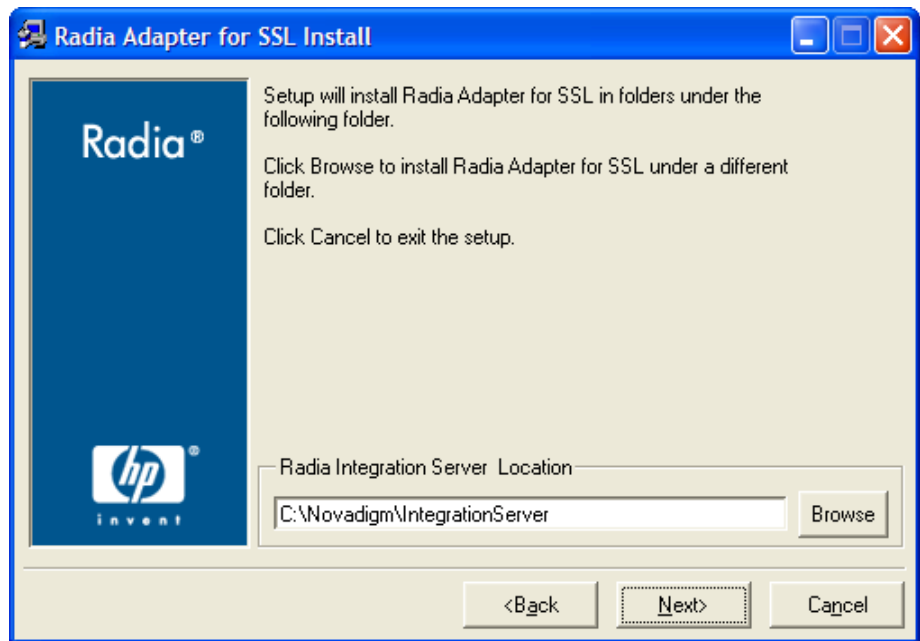 Radia Adapter for SSL Install
Radia®
Setup will install Radia Adapter for SSL in folders under the
following folder.
Click Browse to install Radia Adapter for SSL under a different
folder.
Click Cancel to exit the setup.
hp®
invent
Radia Integration Server Location
C:\Novadigm\IntegrationServer
Browse
<Back
Next>
Cancel